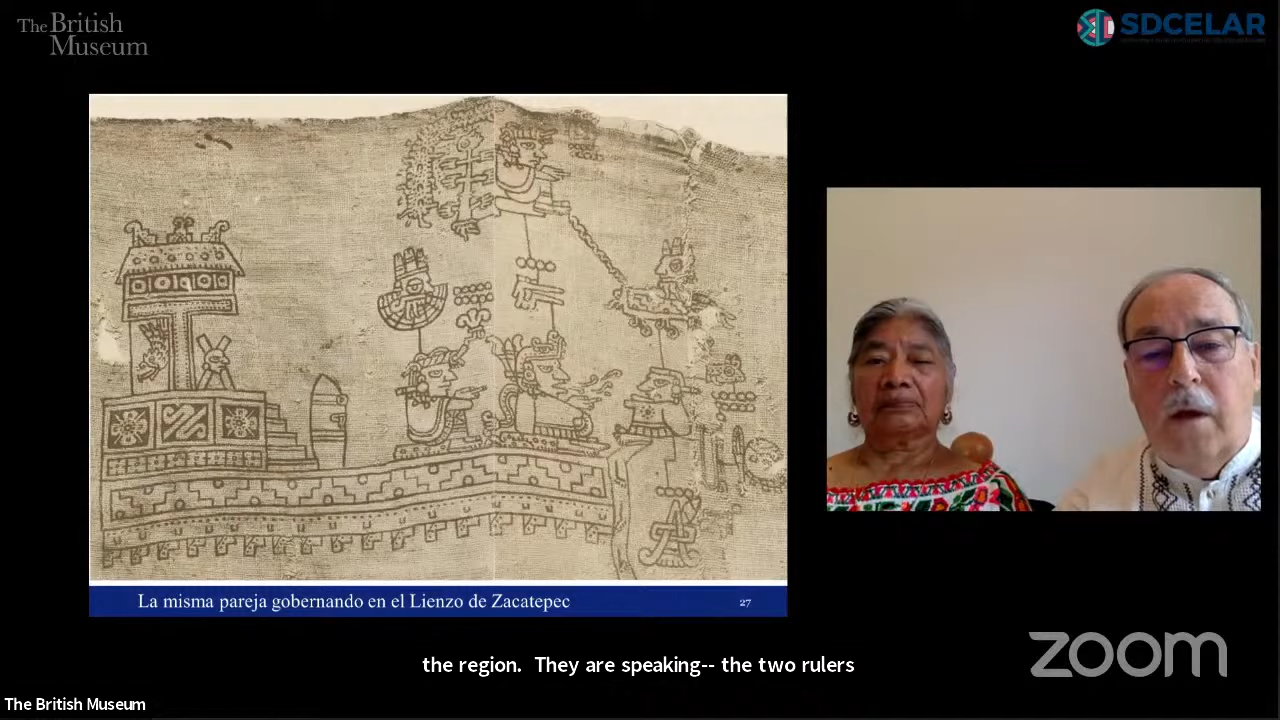 The British
Museum
SDCELAR
La misma pareja gobernando en el Lienzo de Zacatepec
27
the region. They are speaking-- the two rulers
zoom
The British Museum